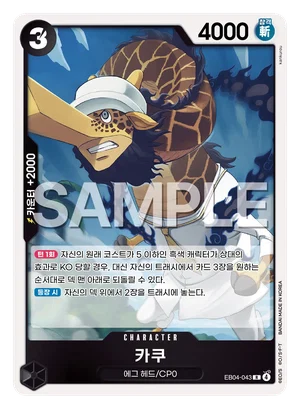 3
4000
참격
斬
카운터 +2000
SAMPLE
턴 1회 자신의 원래 코스트가 5 이하인 흑색 캐릭터가 상대의
효과로 KO 당할 경우, 대신 자신의 트래시에서 카드 3장을 원하는
순서대로 덱 맨 아래로 되돌릴 수 있다.
등장 시 자신의 덱 위에서 2장을 트래시에 놓는다.
CHARACTER
카쿠
에그 헤드/CP0
EB04-043 R 4
BANDAI MADE IN KOREA